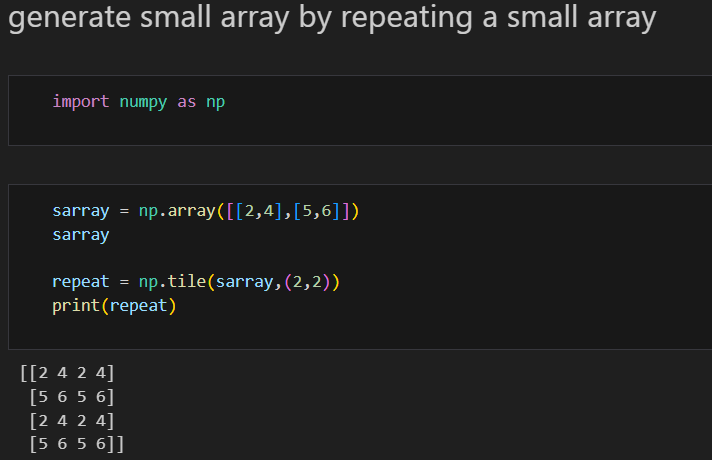 generate small array by repeating a small array
import numpy as np
sarray = np.array([[2,4],[5,6]])
sarray
repeat = np.tile(sarray,(2,2))
print(repeat)
[[2 4 2 4]
 [5 6 5 6]
 [2 4 2 4]
 [5 6 5 6]]